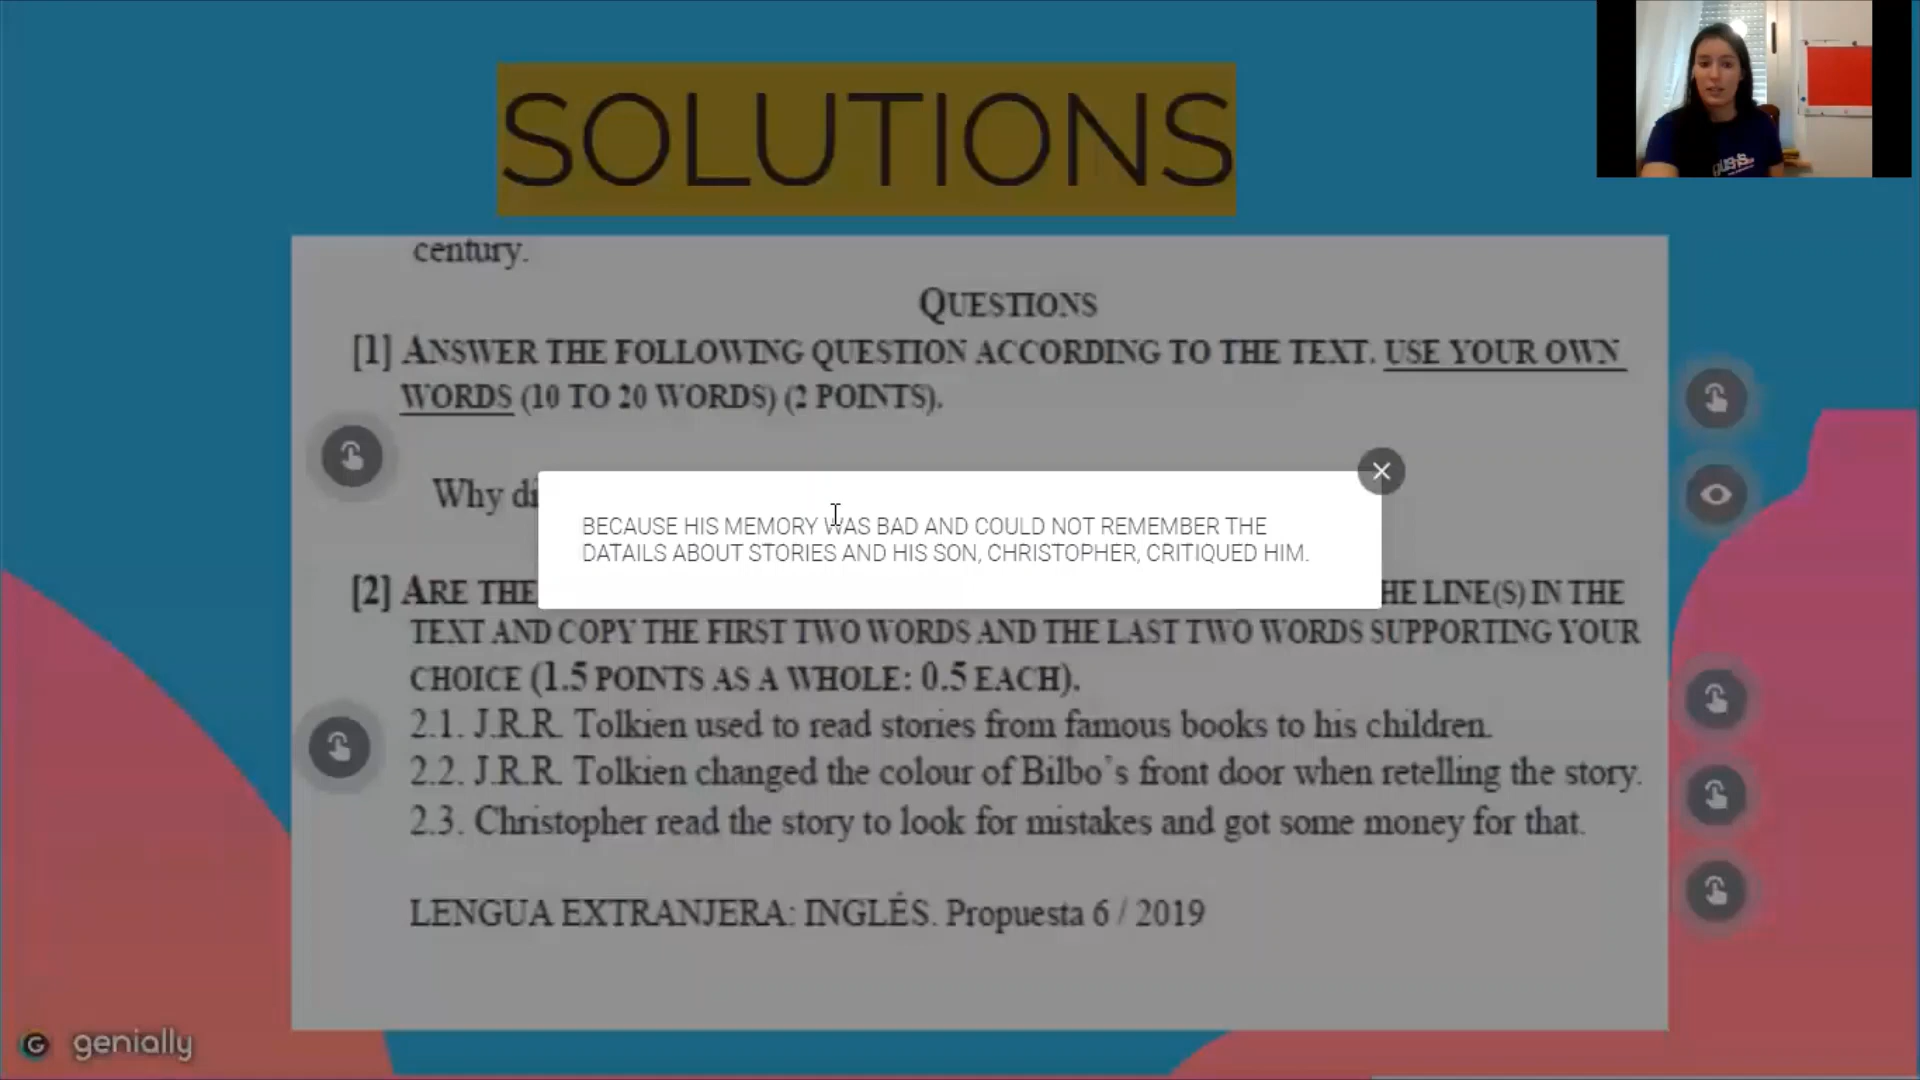 SOLUTIONS
century.
QUESTIONS
[1] ANSWER THE FOLLOWING QUESTION ACCORDING TO THE TEXT. USE YOUR OWN
WORDS (10 TO 20 WORDS) (2 POINTS).
Why di
BECAUSE HIS MEMORY WAS BAD AND COULD NOT REMEMBER THE
DATAILS ABOUT STORIES AND HIS SON, CHRISTOPHER, CRITIQUED HIM.
[2] ARE THE HE LINE(S) IN THE
TEXT AND COPY THE FIRST TWO WORDS AND THE LAST TWO WORDS SUPPORTING YOUR
CHOICE (1.5 POINTS AS A WHOLE: 0.5 EACH).
2.1. J.R.R. Tolkien used to read stories from famous books to his children.
2.2. J.R.R. Tolkien changed the colour of Bilbo's front door when retelling the story.
2.3. Christopher read the story to look for mistakes and got some money for that.
LENGUA EXTRANJERA: INGLÉS. Propuesta 6 / 2019
genially